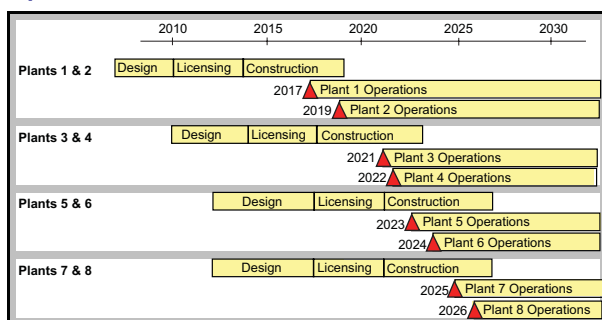 2010 2015 2020 2025 2030
Plants 1 & 2 Design Licensing Construction
2017 Plant 1 Operations
2019 Plant 2 Operations
Plants 3 & 4 Design Licensing Construction
2021 Plant 3 Operations
2022 Plant 4 Operations
Plants 5 & 6 Design Licensing Construction
2023 Plant 5 Operations
2024 Plant 6 Operations
Plants 7 & 8 Design Licensing Construction
2025 Plant 7 Operations
2026 Plant 8 Operations